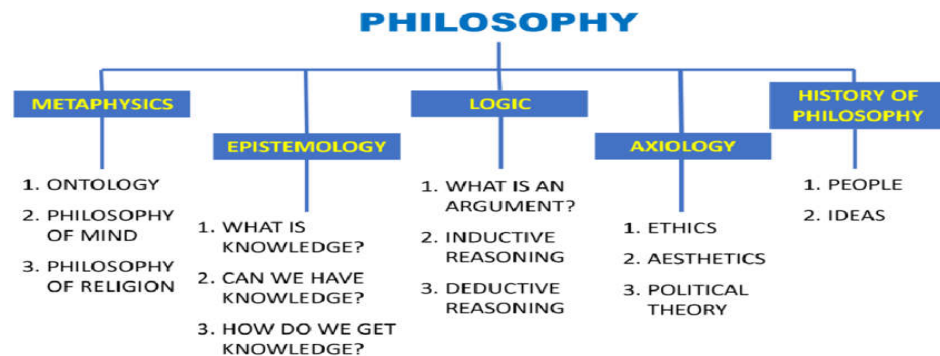 PHILOSOPHY
METAPHYSICS
1. ONTOLOGY
2. PHILOSOPHY
OF MIND
3. PHILOSOPHY
OF RELIGION
EPISTEMOLOGY
1. WHAT IS
KNOWLEDGE?
2. CAN WE HAVE
KNOWLEDGE?
3. HOW DO WE GET
KNOWLEDGE?
LOGIC
1. WHAT IS AN
ARGUMENT?
2. INDUCTIVE
REASONING
3. DEDUCTIVE
REASONING
AXIOLOGY
1. ETHICS
2. AESTHETICS
3. POLITICAL
THEORY
HISTORY OF
PHILOSOPHY
1. PEOPLE
2. IDEAS